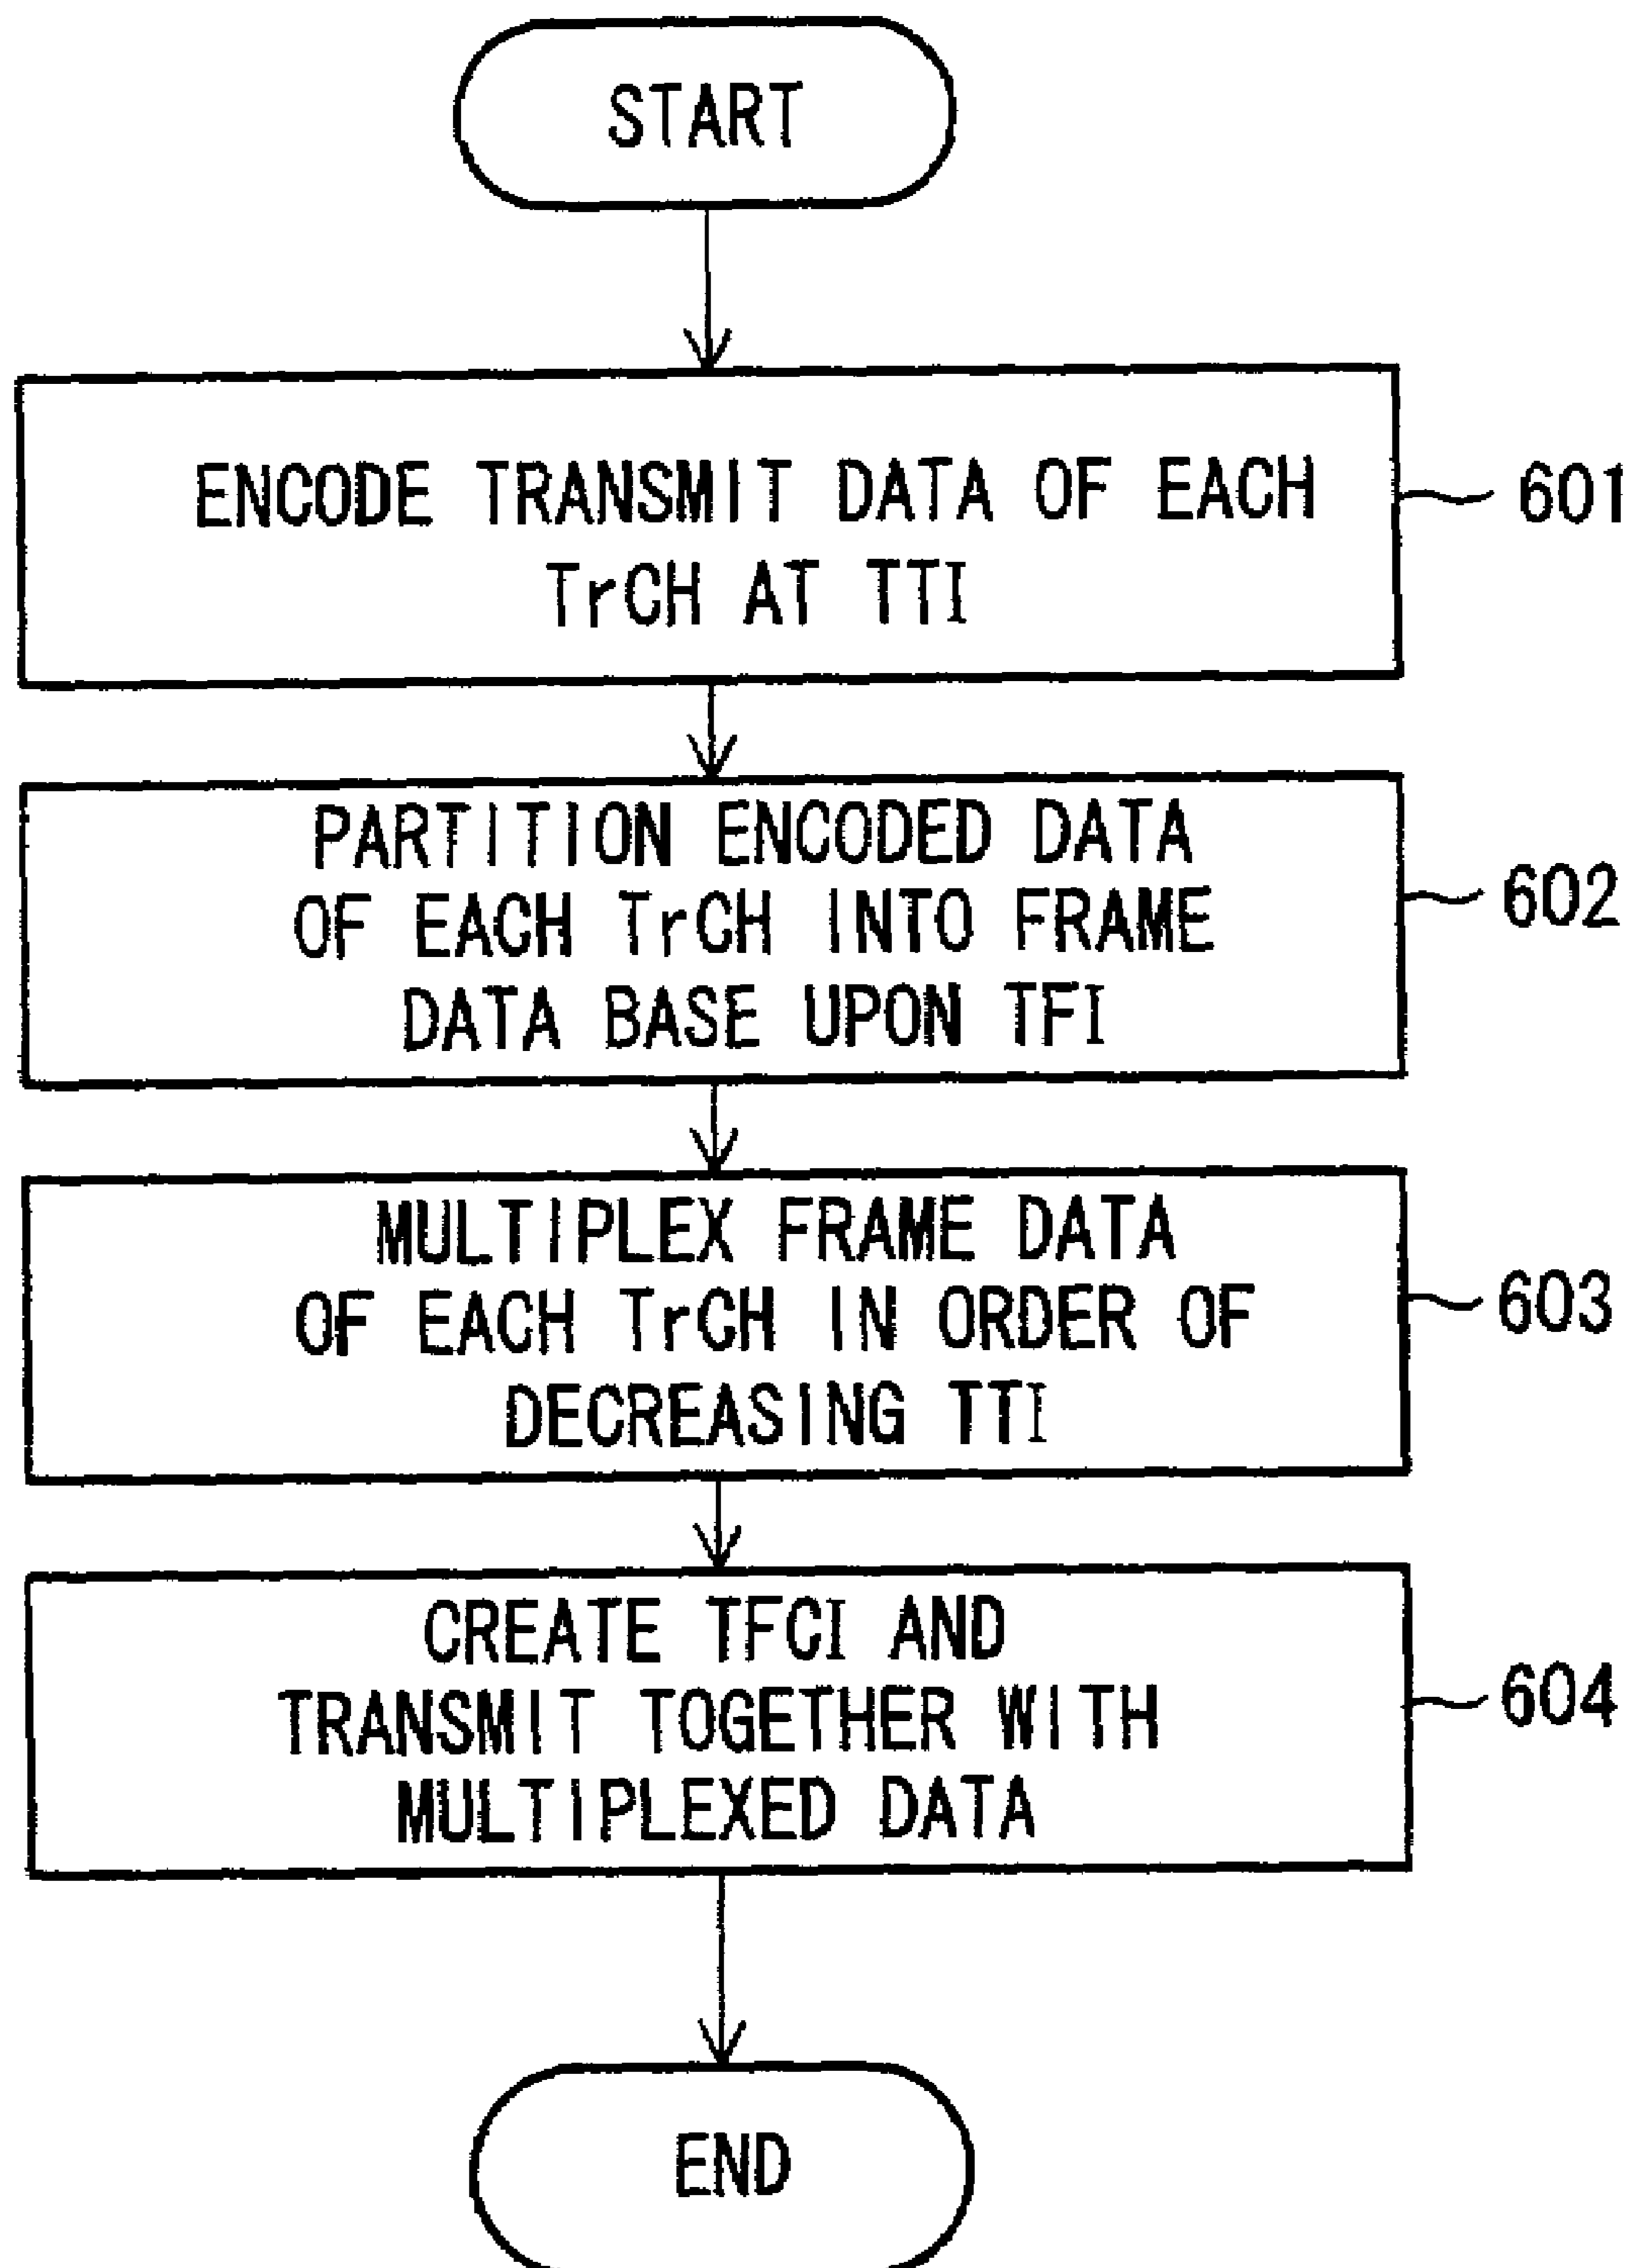 START
ENCODE TRANSMIT DATA OF EACH
TrCH AT TTI
601
PARTITION ENCODED DATA
OF EACH TrCH INTO FRAME
DATA BASE UPON TFI
602
MULTIPLEX FRAME DATA
OF EACH TrCH IN ORDER OF
DECREASING TTI
603
CREATE TFCI AND
TRANSMIT TOGETHER WITH
MULTIPLEXED DATA
604
END